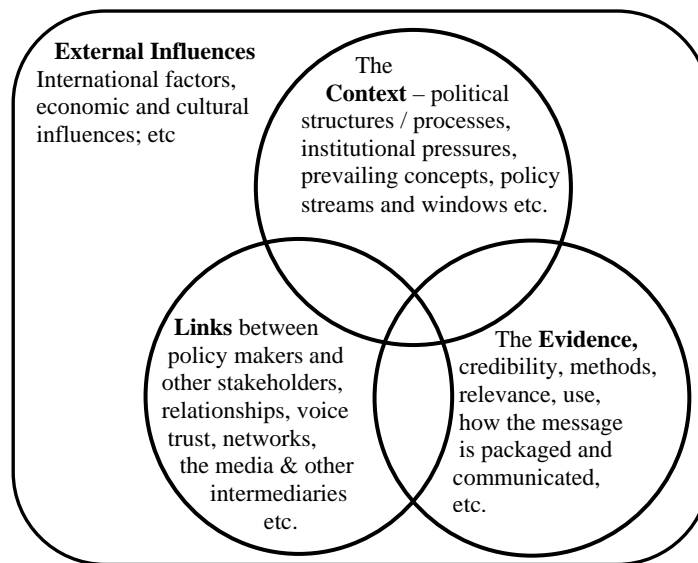 External Influences
International factors,
economic and cultural
influences; etc
The
Context – political
structures / processes,
institutional pressures,
prevailing concepts, policy
streams and windows etc.
Links between
policy makers and
other stakeholders,
relationships, voice
trust, networks,
the media & other
intermediaries
etc.
The Evidence,
credibility, methods,
relevance, use,
how the message
is packaged and
communicated,
etc.